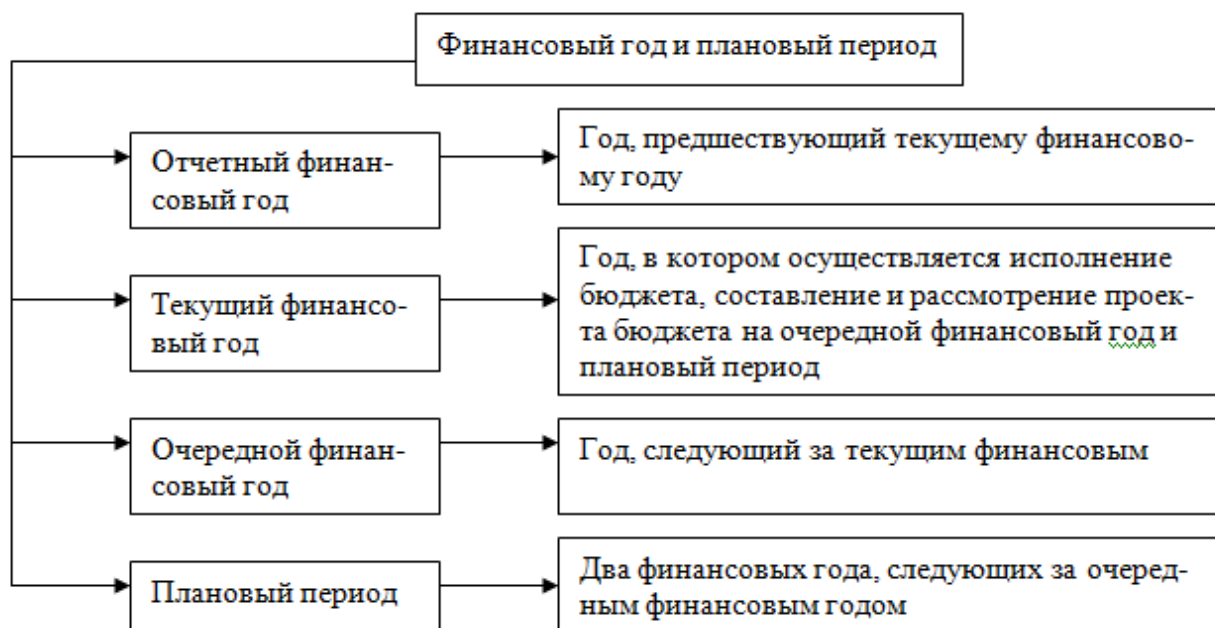 Финансовый год и плановый период
Отчетный финан-
совый год
Год, предшествующий текущему финансово-
му году
Текущий финансо-
вый год
Год, в котором осуществляется исполнение
бюджета, составление и рассмотрение проек-
та бюджета на очередной финансовый год и
плановый период
Очередной финан-
совый год
Год, следующий за текущим финансовым
Плановый период
Два финансовых года, следующих за очеред-
ным финансовым годом